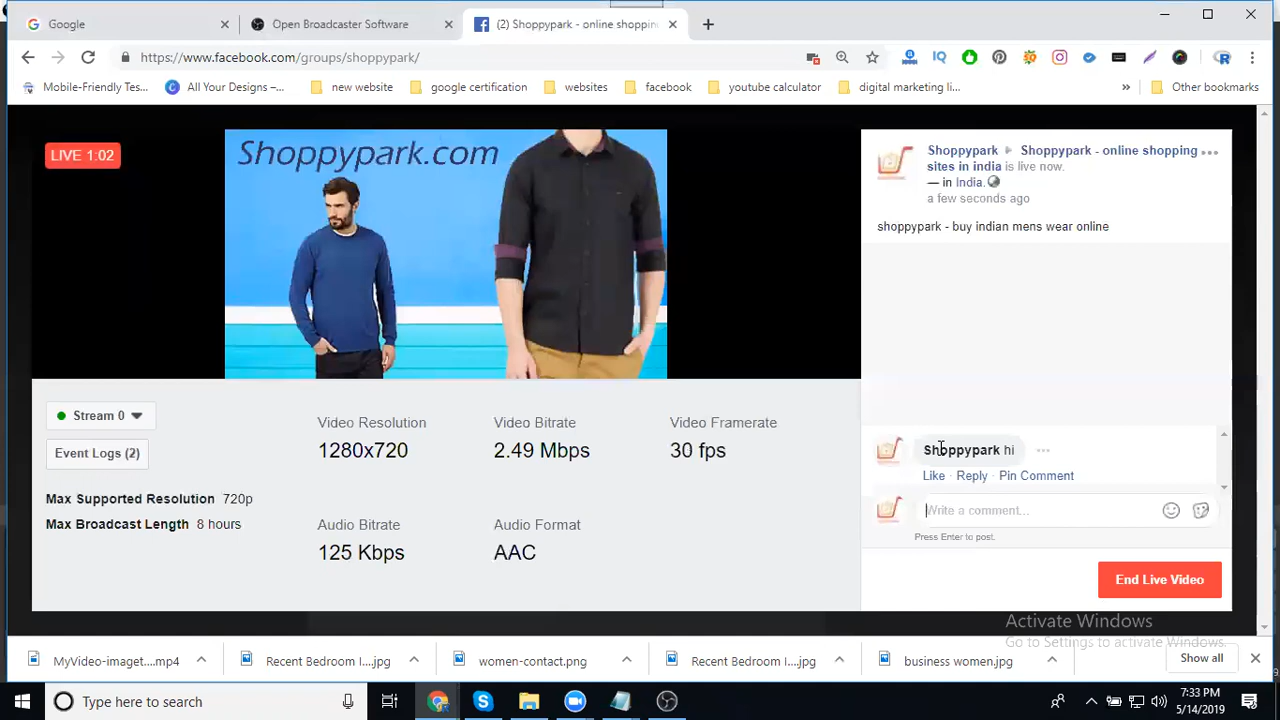 Google
Open Broadcaster Software
(2) Shoppypark - online shoppin
https://www.facebook.com/groups/shoppypark/
Mobile-Friendly Tes...
All Your Designs –...
new website
google certification
websites
facebook
youtube calculator
digital marketing li...
»
Other bookmarks
LIVE 1:02
Shoppypark.com
Shoppypark ▶ Shoppypark - online shopping
sites in india is live now.
— in India.
a few seconds ago
shoppypark - buy indian mens wear online
Stream 0
Event Logs (2)
Max Supported Resolution 720p
Max Broadcast Length 8 hours
Video Resolution
1280x720
Video Bitrate
2.49 Mbps
Video Framerate
30 fps
Audio Bitrate
125 Kbps
Audio Format
AAC
Shoppypark hi
Like · Reply · Pin Comment
Write a comment...
Press Enter to post.
End Live Video
Activate Windows
Go to Settings to activate Windows.
MyVideo-imaget....mp4
Recent Bedroom I....jpg
women-contact.png
Recent Bedroom I....jpg
business women.jpg
Show all
Type here to search
7:33 PM
5/14/2019